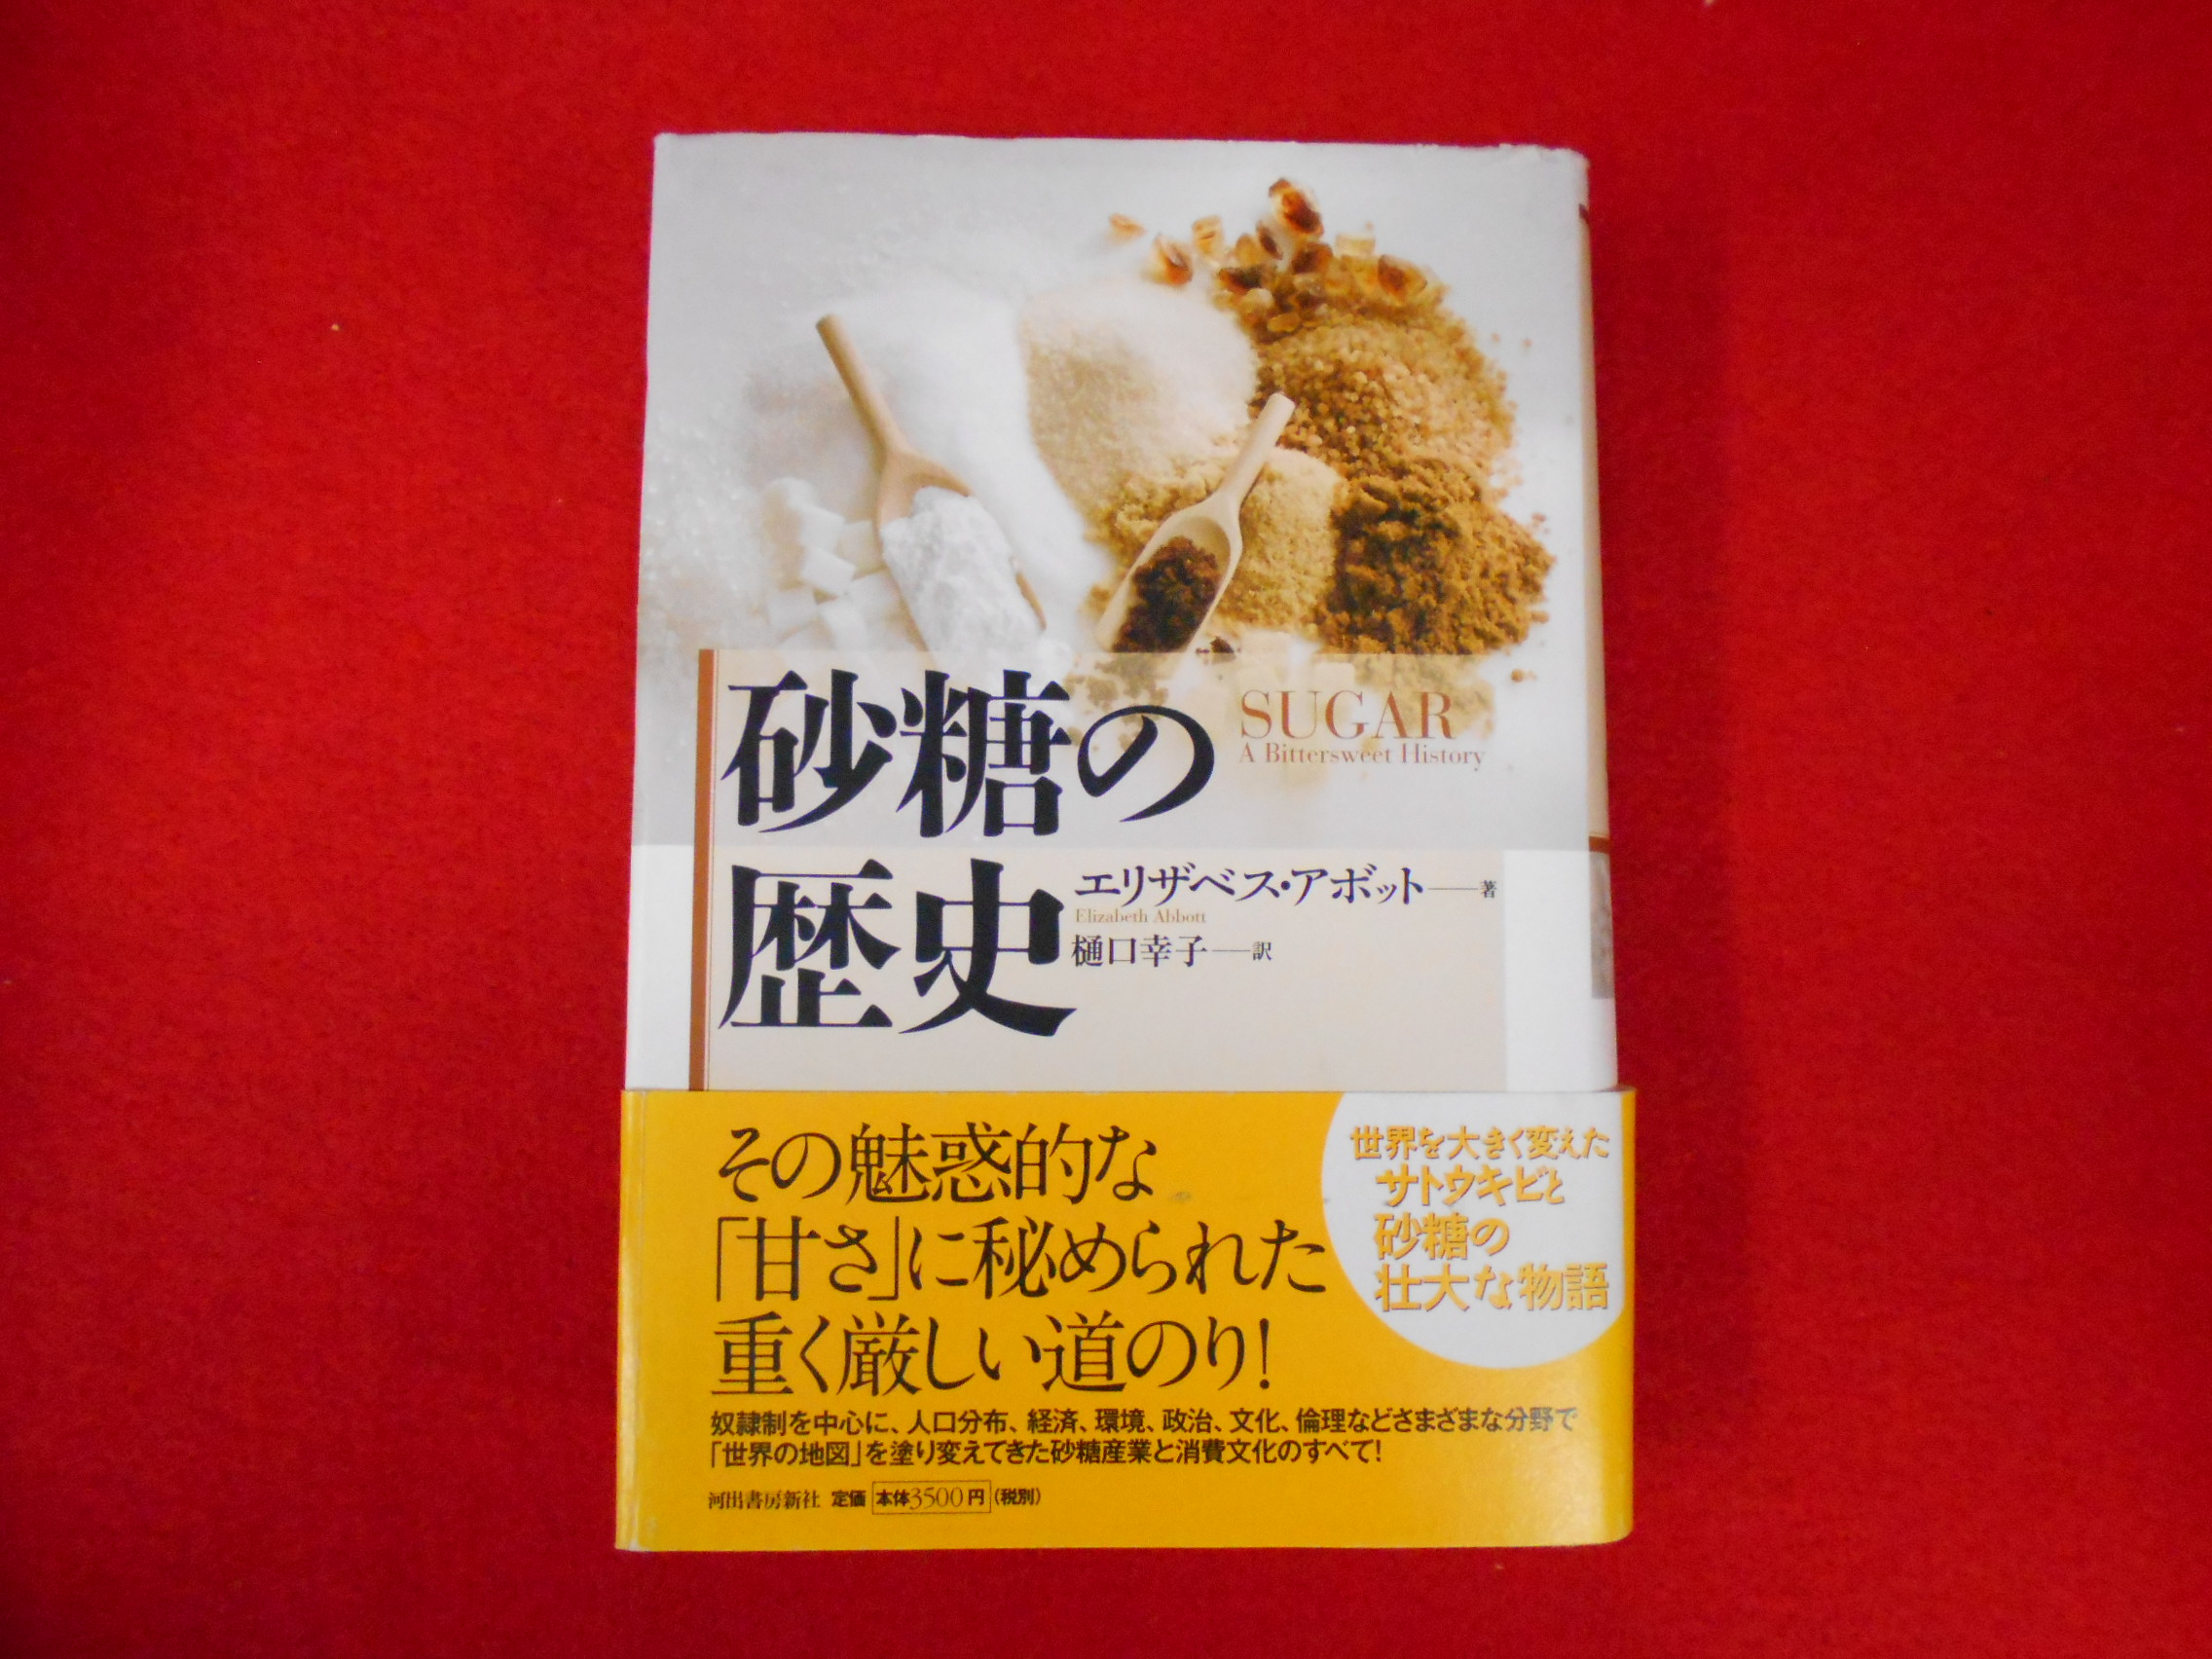 砂糖の
SUGAR
A Bittersweet History
歴史
エリザベス・アボット──著
Elizabeth Abbott
樋口幸子──訳
その魅惑的な
「甘さ」に秘められた
重く厳しい道のり!
世界を大きく変えた
サトウキビと
砂糖の
壮大な物語
奴隷制を中心に、人口分布、経済、環境、政治、文化、倫理などさまざまな分野で
「世界の地図」を塗り変えてきた砂糖産業と消費文化のすべて!
河出書房新社 定価 本体3500円(税別)